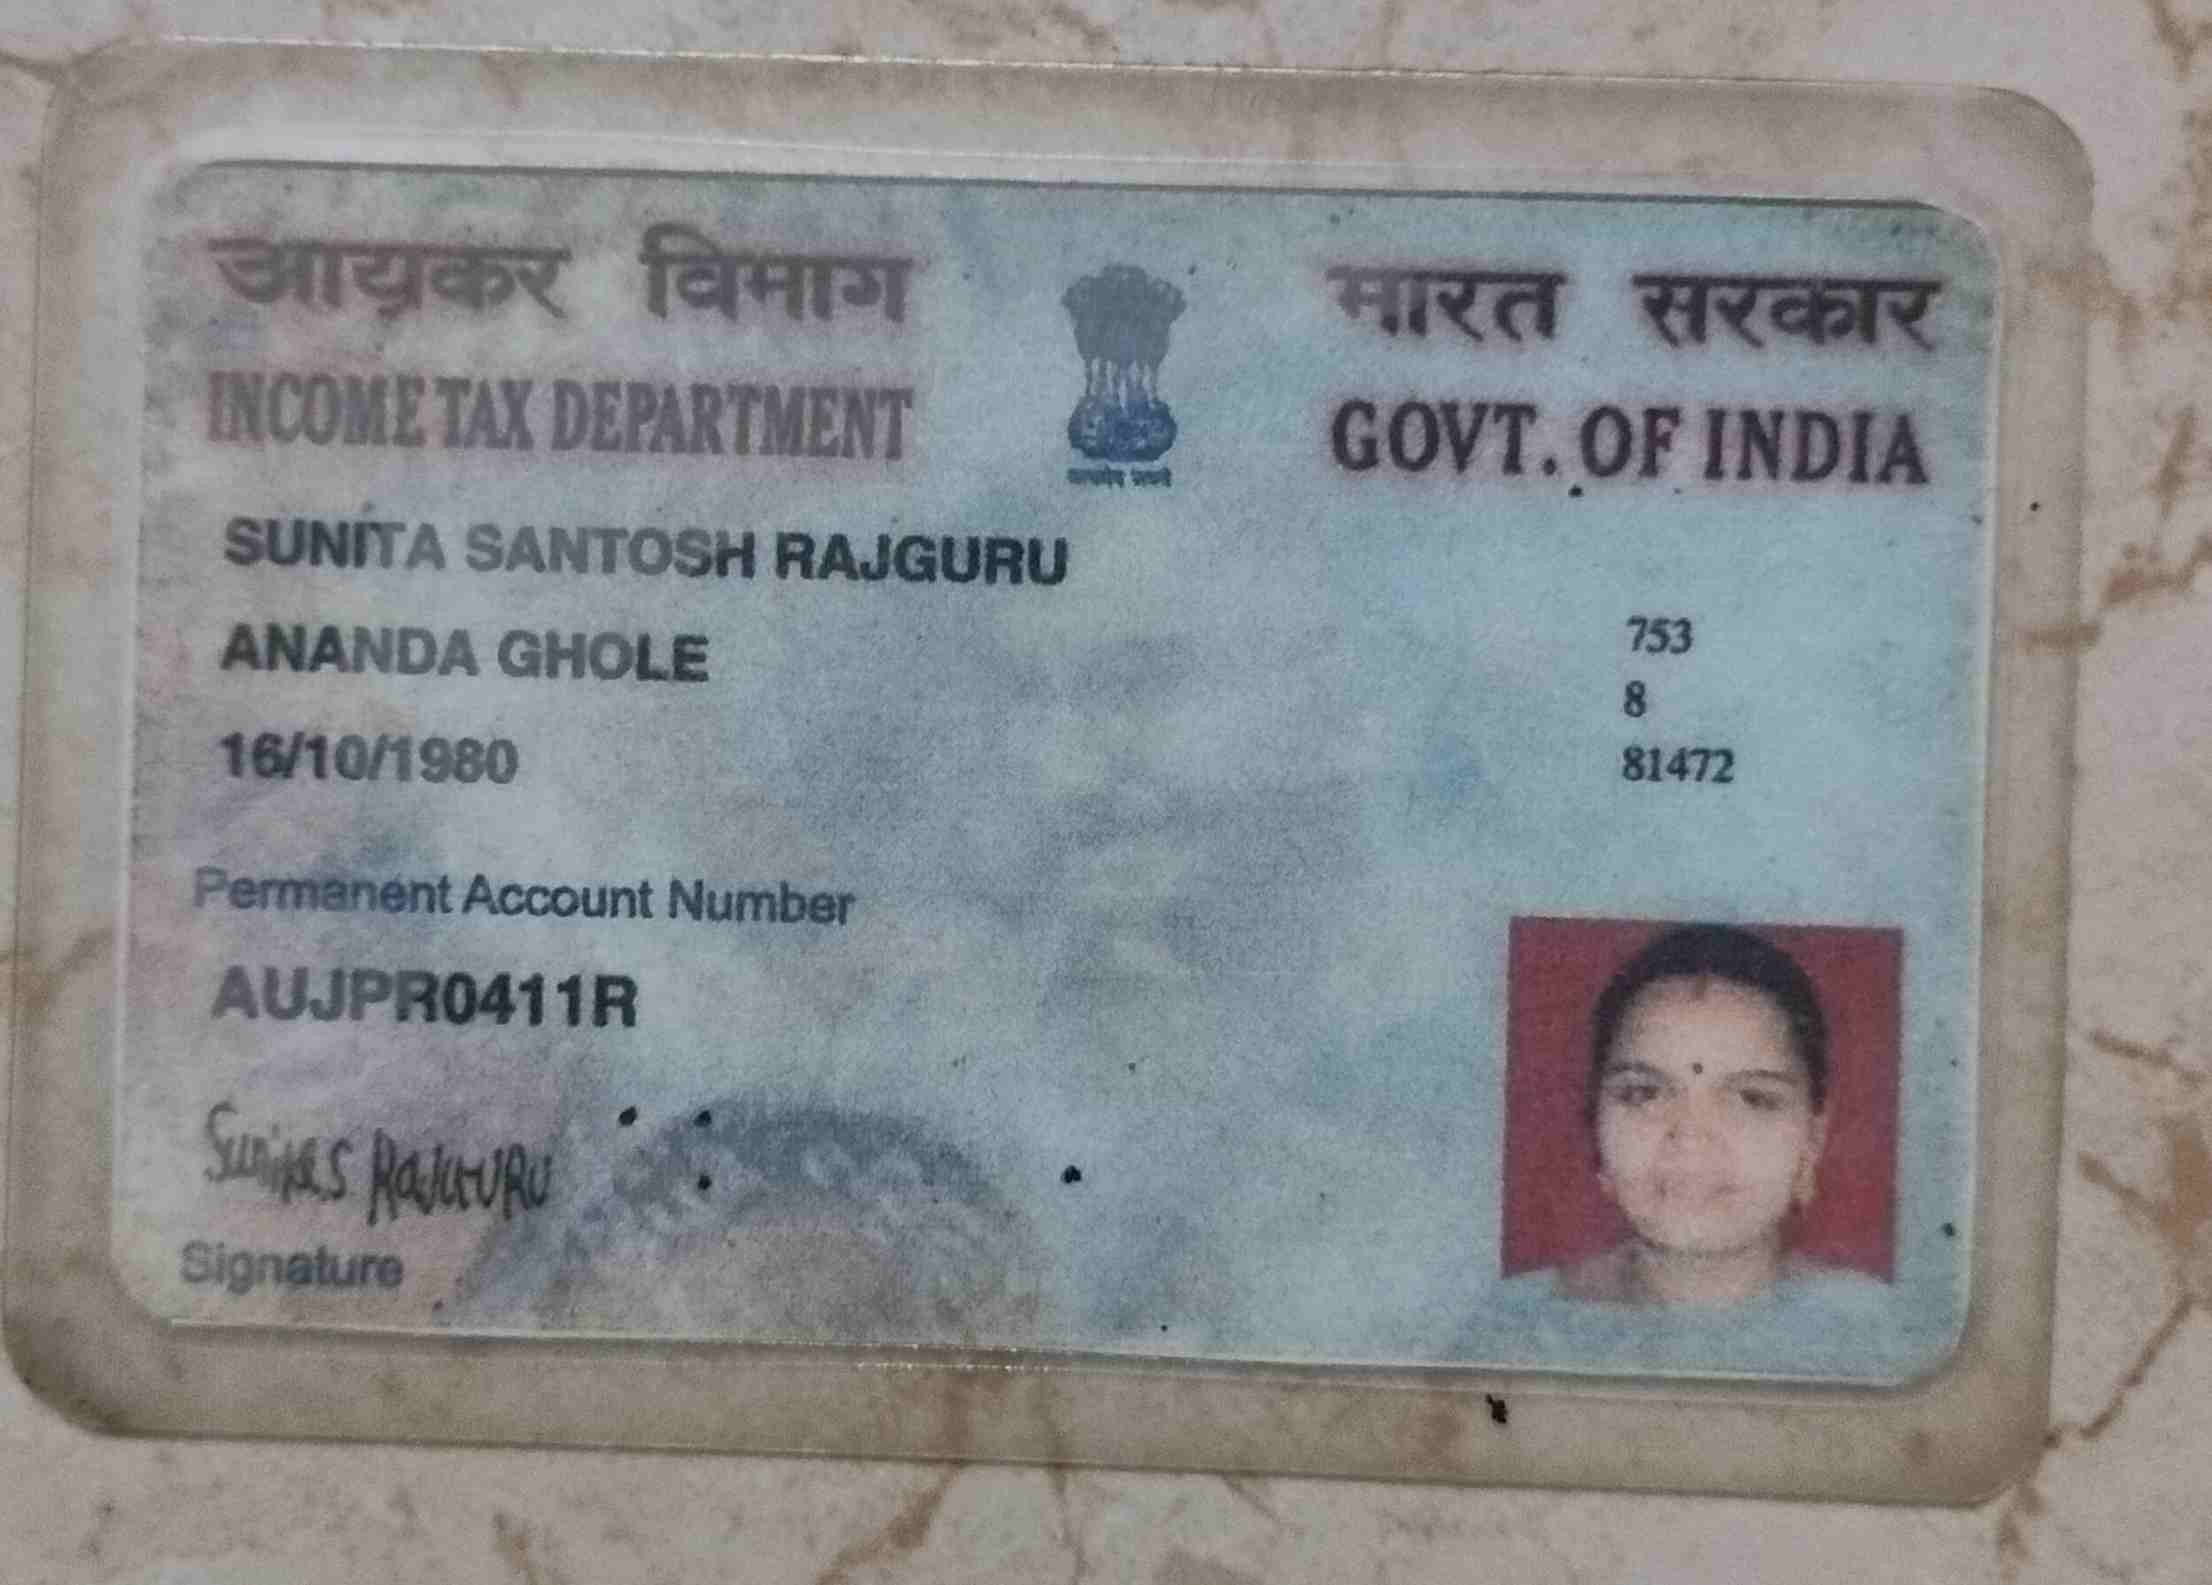 आयकर विभाग
INCOME TAX DEPARTMENT
भारत सरकार
GOVT. OF INDIA
सत्यमेव जयते
SUNITA SANTOSH RAJGURU
ANANDA GHOLE
16/10/1980
753
8
81472
Permanent Account Number
AUJPR0411R
Sunita S RAJGURU
Signature